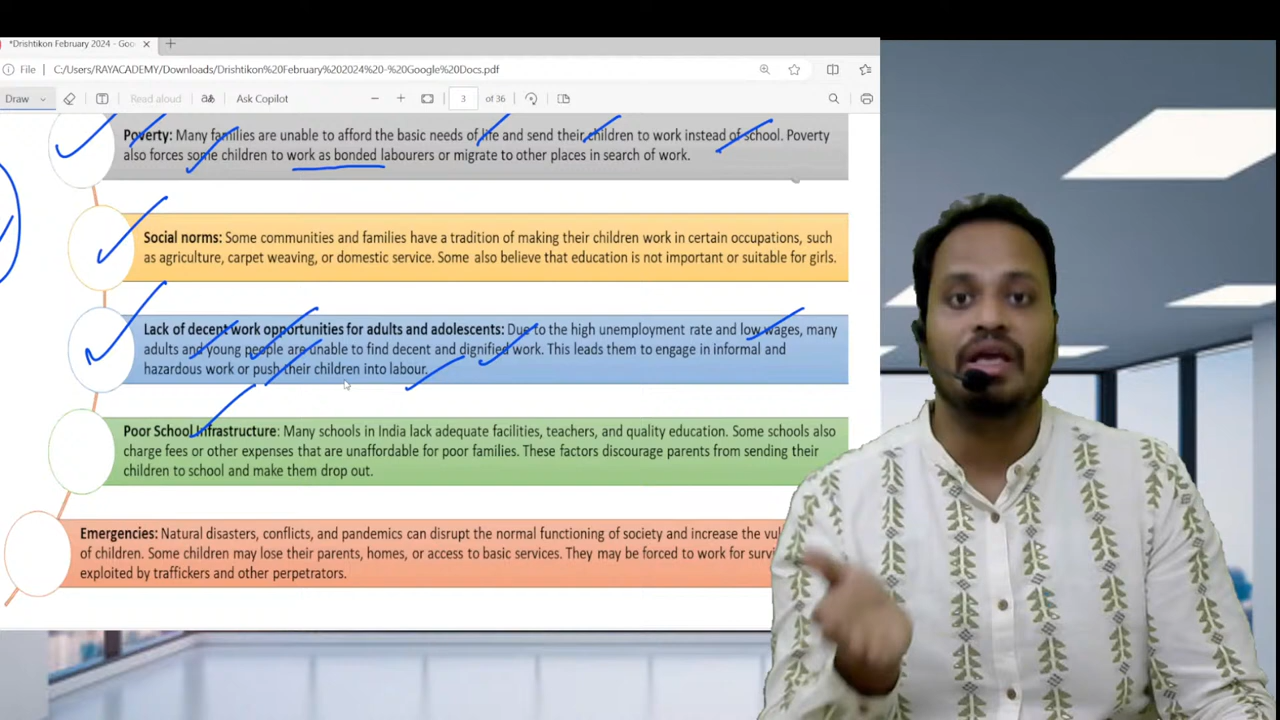 *Drishtikon February 2024 - Goo
File C:/Users/RAYACADEMY/Downloads/Drishtikon%20February%202024%20-%20Google%20Docs.pdf
Draw Read aloud Ask Copilot 3 of 36
Poverty: Many families are unable to afford the basic needs of life and send their children to work instead of school. Poverty
also forces some children to work as bonded labourers or migrate to other places in search of work.
Social norms: Some communities and families have a tradition of making their children work in certain occupations, such
as agriculture, carpet weaving, or domestic service. Some also believe that education is not important or suitable for girls.
Lack of decent work opportunities for adults and adolescents: Due to the high unemployment rate and low wages, many
adults and young people are unable to find decent and dignified work. This leads them to engage in informal and
hazardous work or push their children into labour.
Poor School Infrastructure: Many schools in India lack adequate facilities, teachers, and quality education. Some schools also
charge fees or other expenses that are unaffordable for poor families. These factors discourage parents from sending their
children to school and make them drop out.
Emergencies: Natural disasters, conflicts, and pandemics can disrupt the normal functioning of society and increase the
of children. Some children may lose their parents, homes, or access to basic services. They may be forced to work for
exploited by traffickers and other perpetrators.